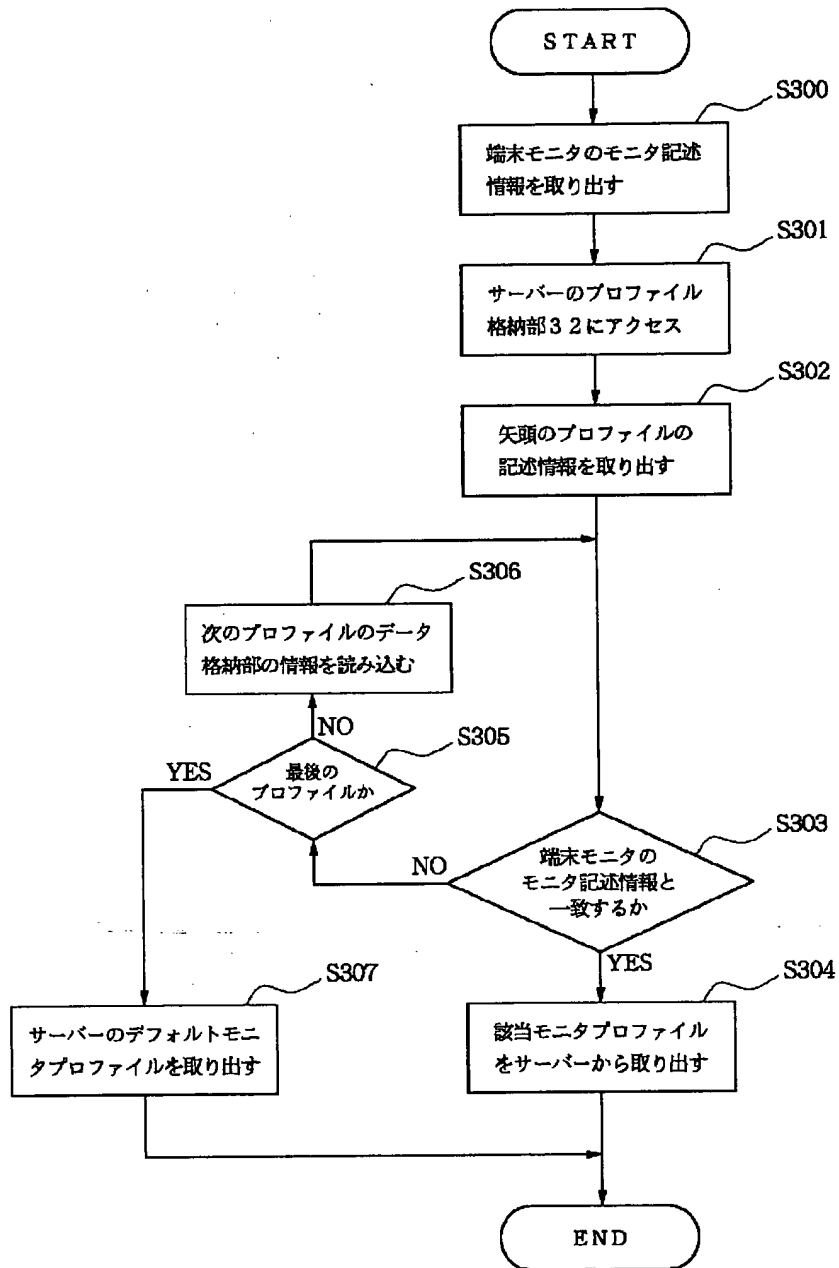 START
S300
端末モニタのモニタ記述
情報を取り出す
S301
サーバーのプロファイル
格納部32にアクセス
S302
矢頭のプロファイルの
記述情報を取り出す
S306
次のプロファイルのデータ
格納部の情報を読み込む
NO
S305
YES
最後の
プロファイルか
S303
NO
端末モニタの
モニタ記述情報と
一致するか
YES
S304
S307
サーバーのデフォルトモニ
タプロファイルを取り出す
該当モニタプロファイル
をサーバーから取り出す
END